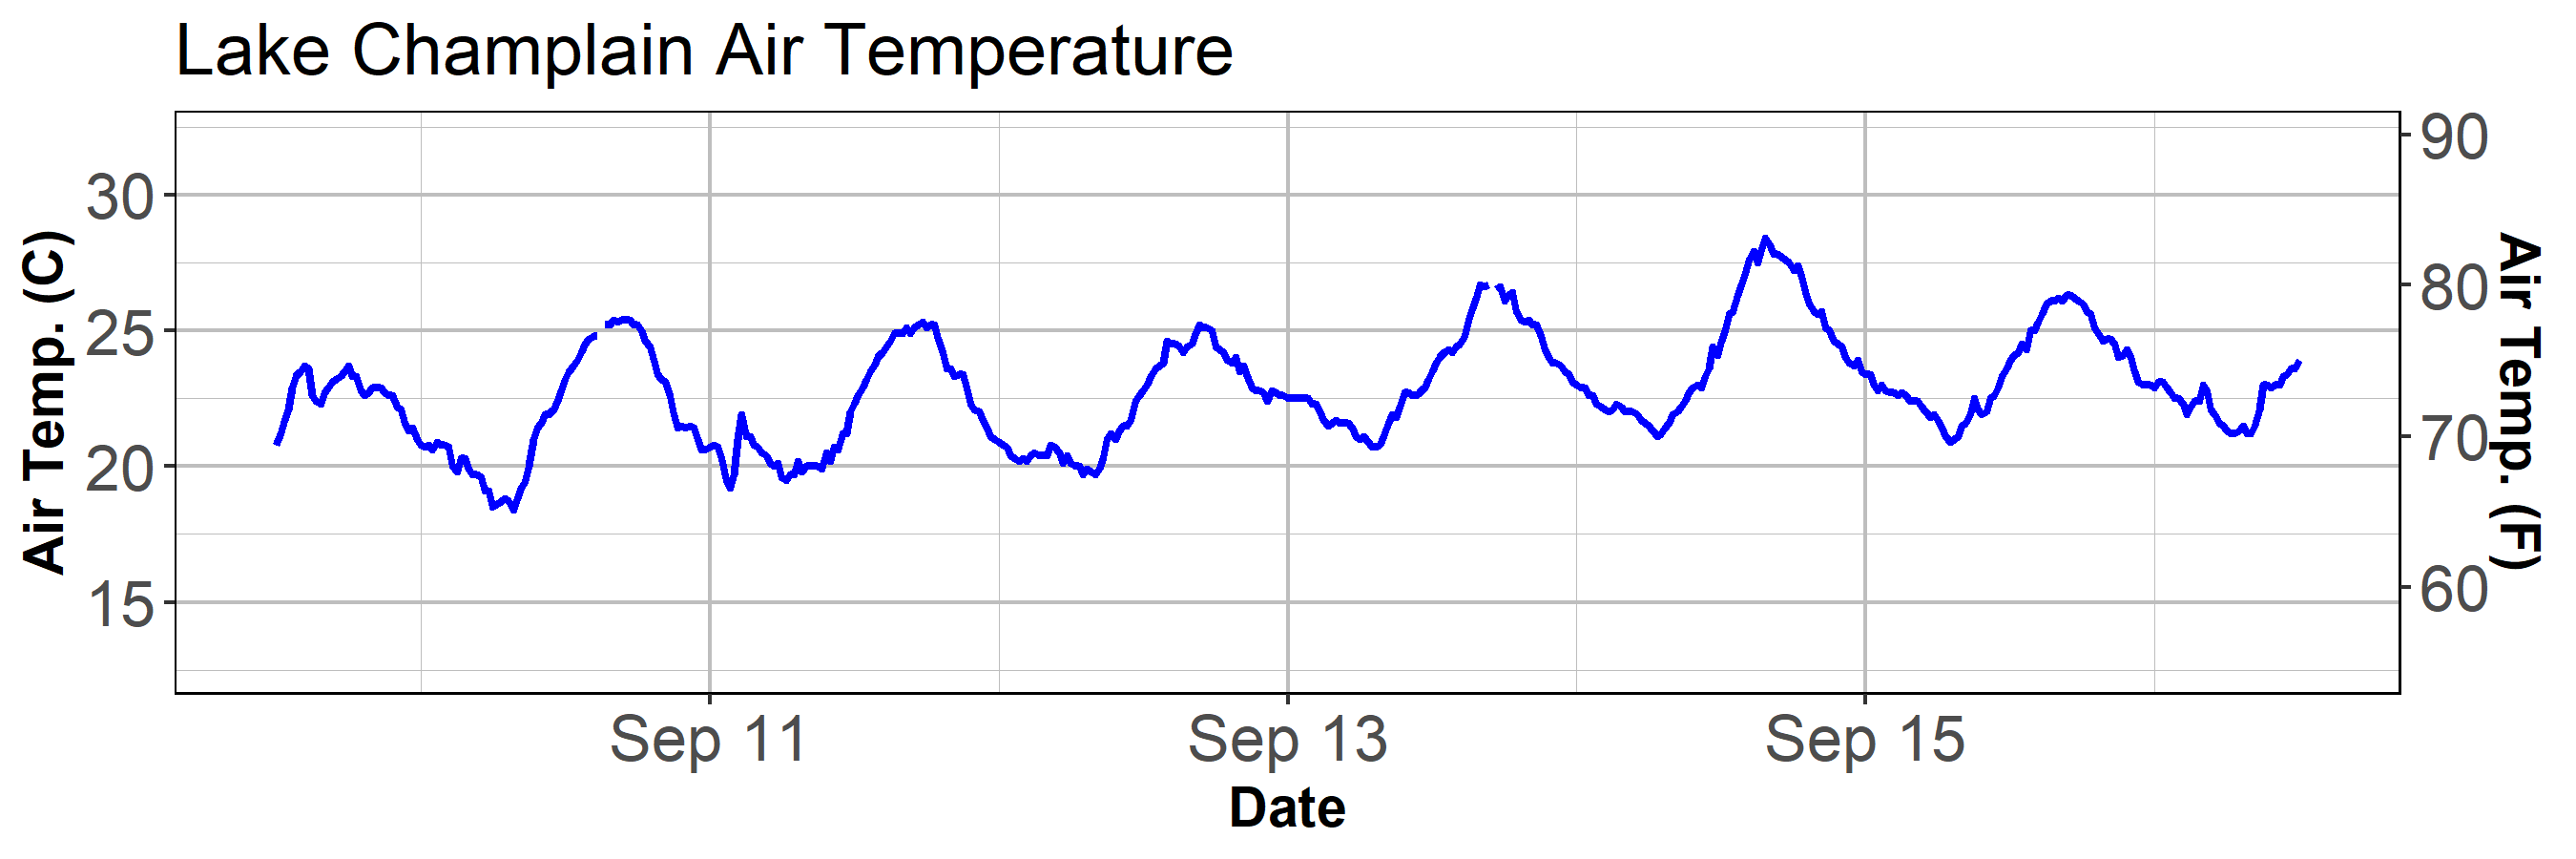 Lake Champlain Air Temperature
Air Temp. (C)
30
25
20
15
90
80
70
60
Air Temp. (F)
Sep 11
Sep 13
Sep 15
Date